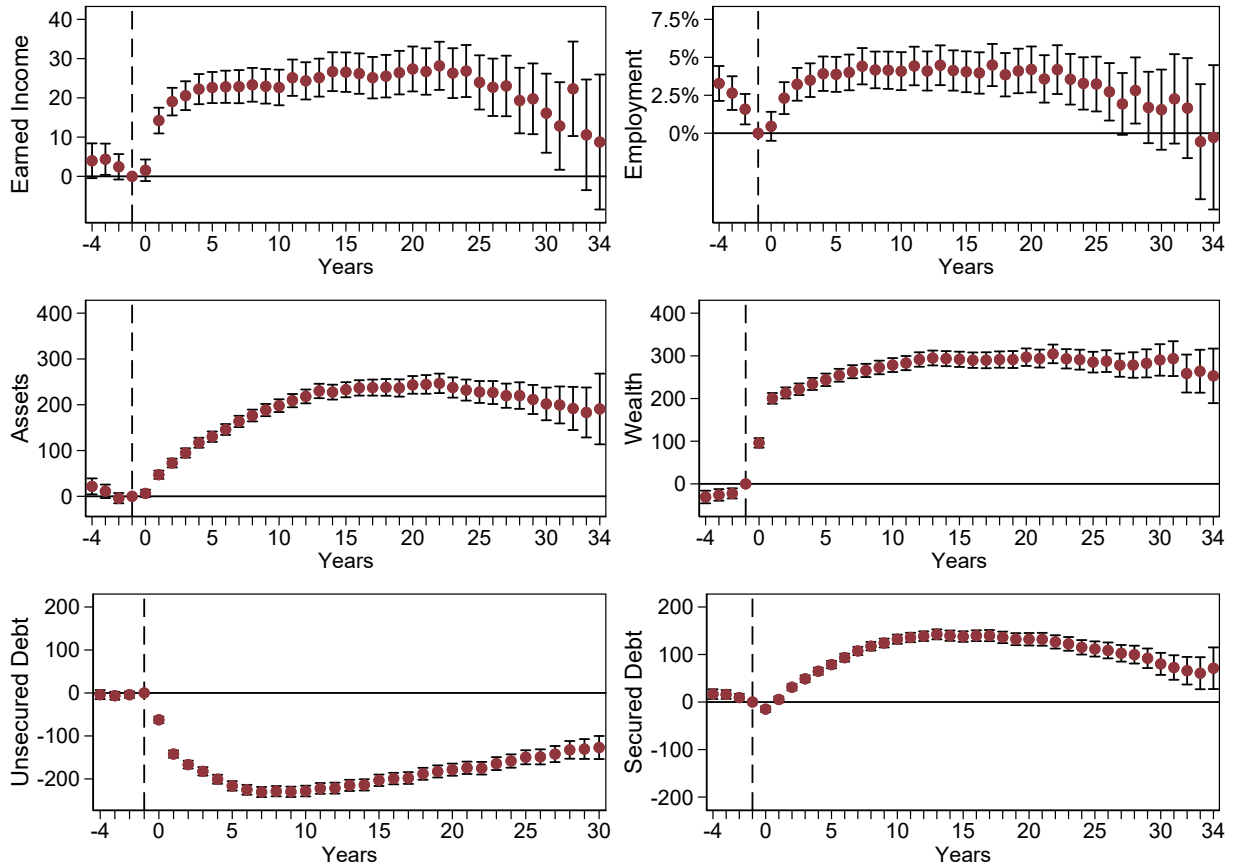 Earned Income
40
30
20
10
0
-4 0 5 10 15 20 25 30 34
Years
Employment
7.5%
5%
2.5%
0%
-4 0 5 10 15 20 25 30 34
Years
Assets
400
300
200
100
0
-4 0 5 10 15 20 25 30 34
Years
Wealth
400
300
200
100
0
-4 0 5 10 15 20 25 30 34
Years
Unsecured Debt
200
100
0
-100
-200
-4 0 5 10 15 20 25 30
Years
Secured Debt
200
100
0
-100
-200
-4 0 5 10 15 20 25 30 34
Years